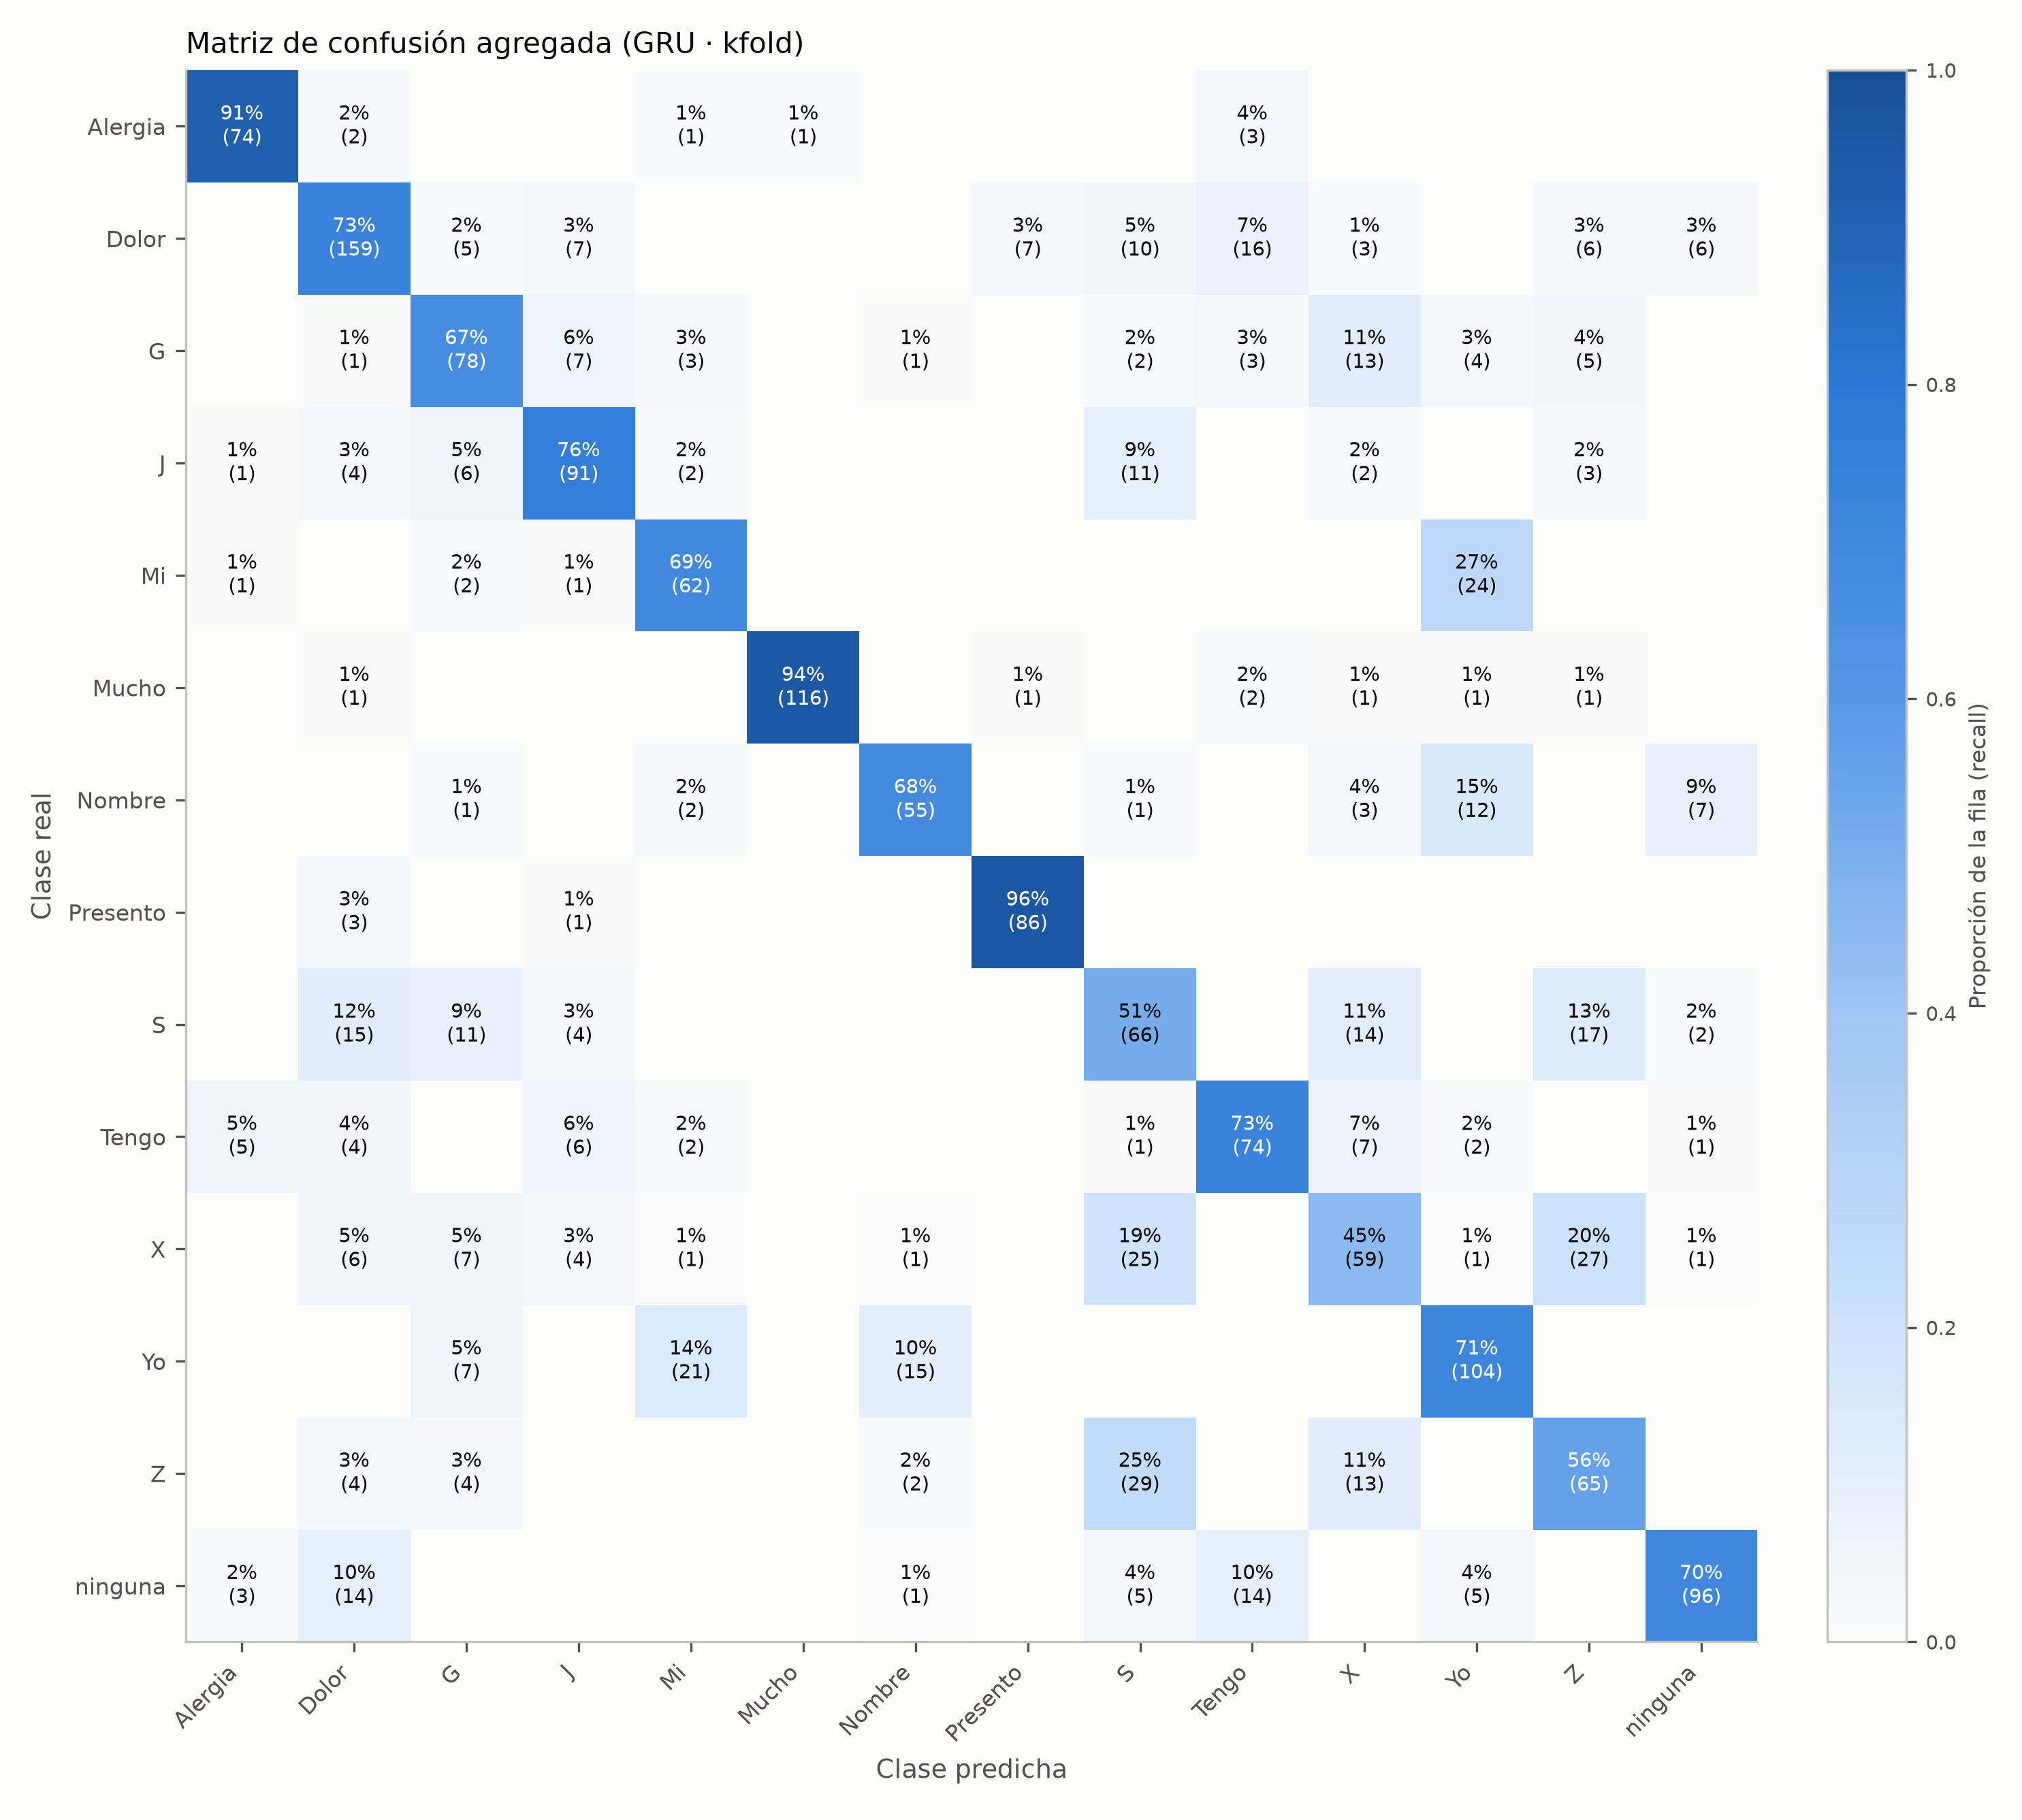 Matriz de confusión agregada (GRU · kfold)
Alergia 91% 2% 1% 1% 4%
(74) (2) (1) (1) (3)
Dolor 73% 2% 3% 3% 5% 7% 1% 3% 3%
(159) (5) (7) (7) (10) (16) (3) (6) (6)
G 1% 67% 6% 3% 1% 2% 3% 11% 3% 4%
(1) (78) (7) (3) (1) (2) (3) (13) (4) (5)
J 1% 3% 5% 76% 2% 9% 2% 2%
(1) (4) (6) (91) (2) (11) (2) (3)
Mi 1% 2% 1% 69% 27%
(1) (2) (1) (62) (24)
Mucho 1% 94% 1% 2% 1% 1% 1%
(1) (116) (1) (2) (1) (1) (1)
Nombre 1% 2% 68% 1% 4% 15% 9%
(1) (2) (55) (1) (3) (12) (7)
Presento 3% 1% 96%
(3) (1) (86)
S 12% 9% 3% 51% 11% 13% 2%
(15) (11) (4) (66) (14) (17) (2)
Tengo 5% 4% 6% 2% 1% 73% 7% 2% 1%
(5) (4) (6) (2) (1) (74) (7) (2) (1)
X 5% 5% 3% 1% 1% 19% 45% 1% 20% 1%
(6) (7) (4) (1) (1) (25) (59) (1) (27) (1)
Yo 5% 14% 10% 71%
(7) (21) (15) (104)
Z 3% 3% 2% 25% 11% 56%
(4) (4) (2) (29) (13) (65)
ninguna 2% 10% 1% 4% 10% 4% 70%
(3) (14) (1) (5) (14) (5) (96)
Alergia Dolor G J Mi Mucho Nombre Presento S Tengo X Yo Z ninguna
Clase predicha
Clase real
1.0
0.8
0.6
0.4
0.2
0.0
Proporción de la fila (recall)